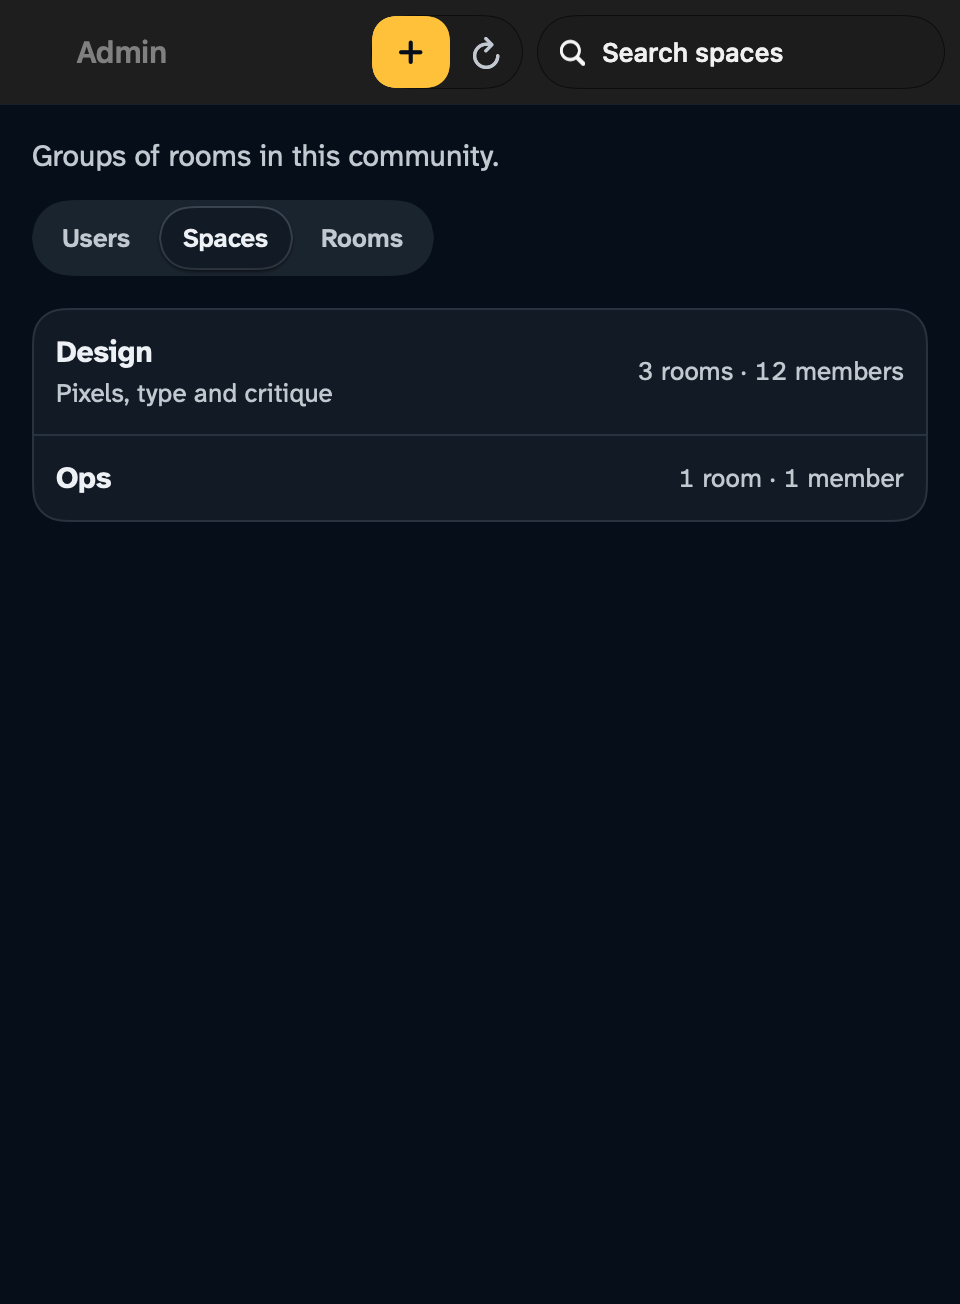 Admin
Search spaces
Groups of rooms in this community.
Users Spaces Rooms
Design
Pixels, type and critique
3 rooms · 12 members
Ops
1 room · 1 member